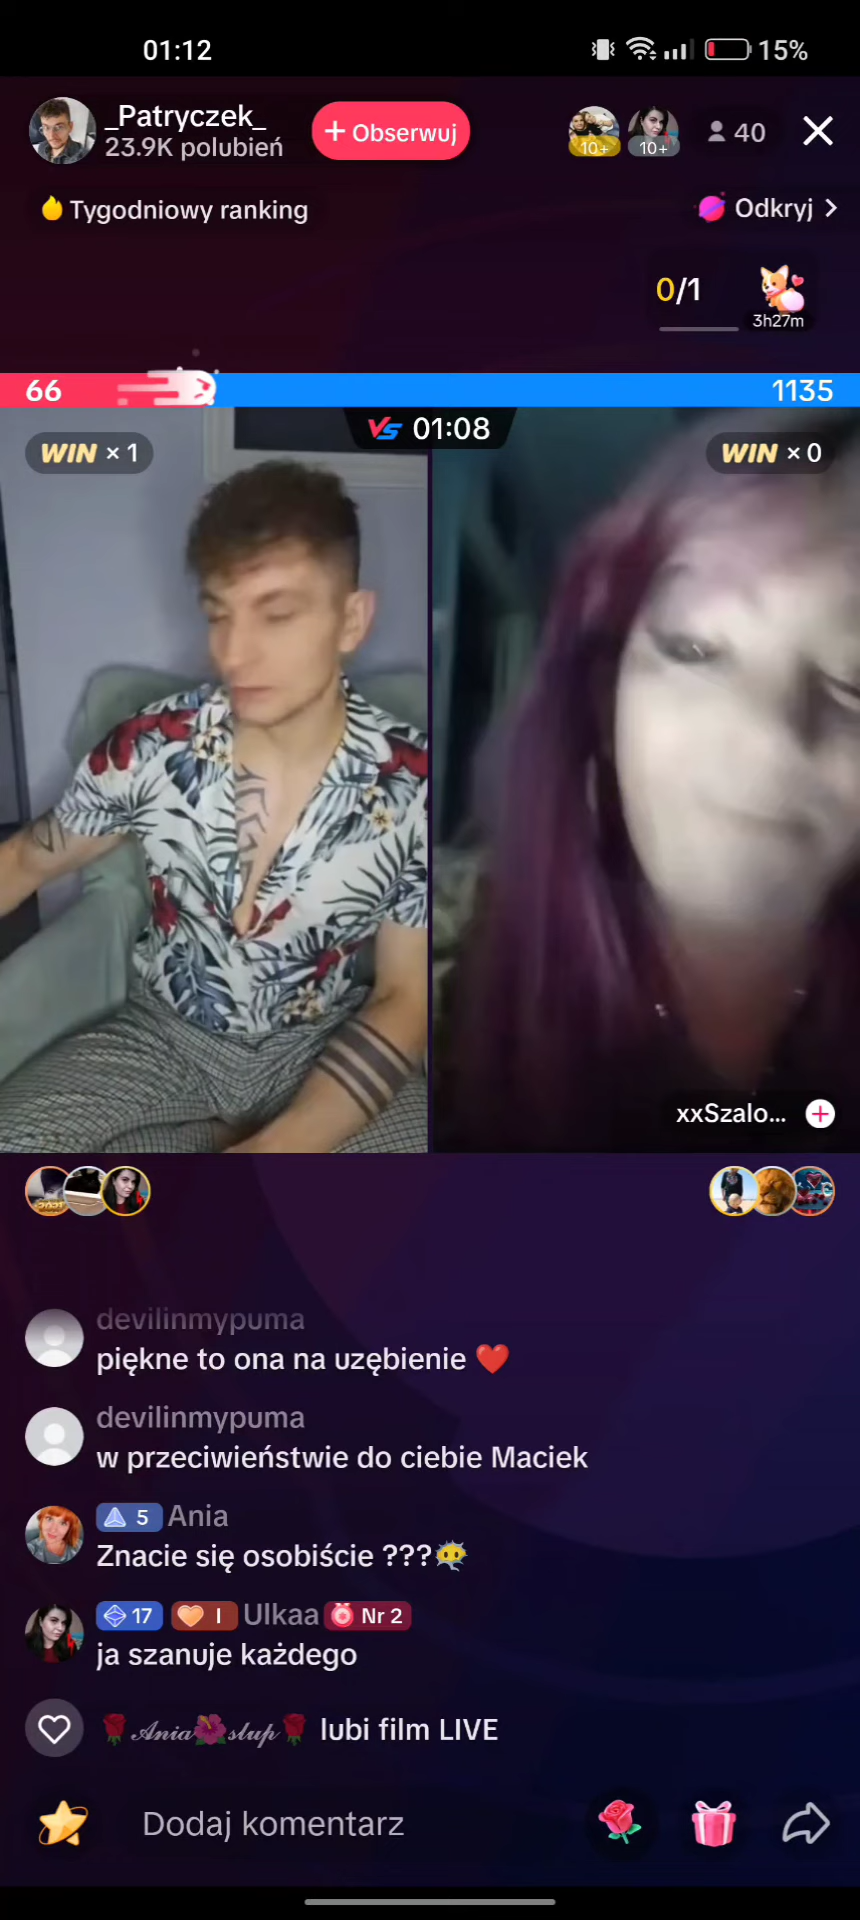 01:12
15%
_Patryczek_
+ Obserwuj
23.9K polubień
10+
10+
40
Tygodniowy ranking
Odkryj >
0/1
3h27m
66
1135
VS 01:08
WIN × 1
WIN × 0
xxSzalo...
devilinmypuma
piękne to ona na uzębienie ❤️
devilinmypuma
w przeciwieństwie do ciebie Maciek
5 Ania
Znacie się osobiście ???
17 I Ulkaa Nr 2
ja szanuje każdego
🌹𝒜𝓃𝒾𝒶🌺𝓈𝓁𝓊𝓅🌹 lubi film LIVE
Dodaj komentarz